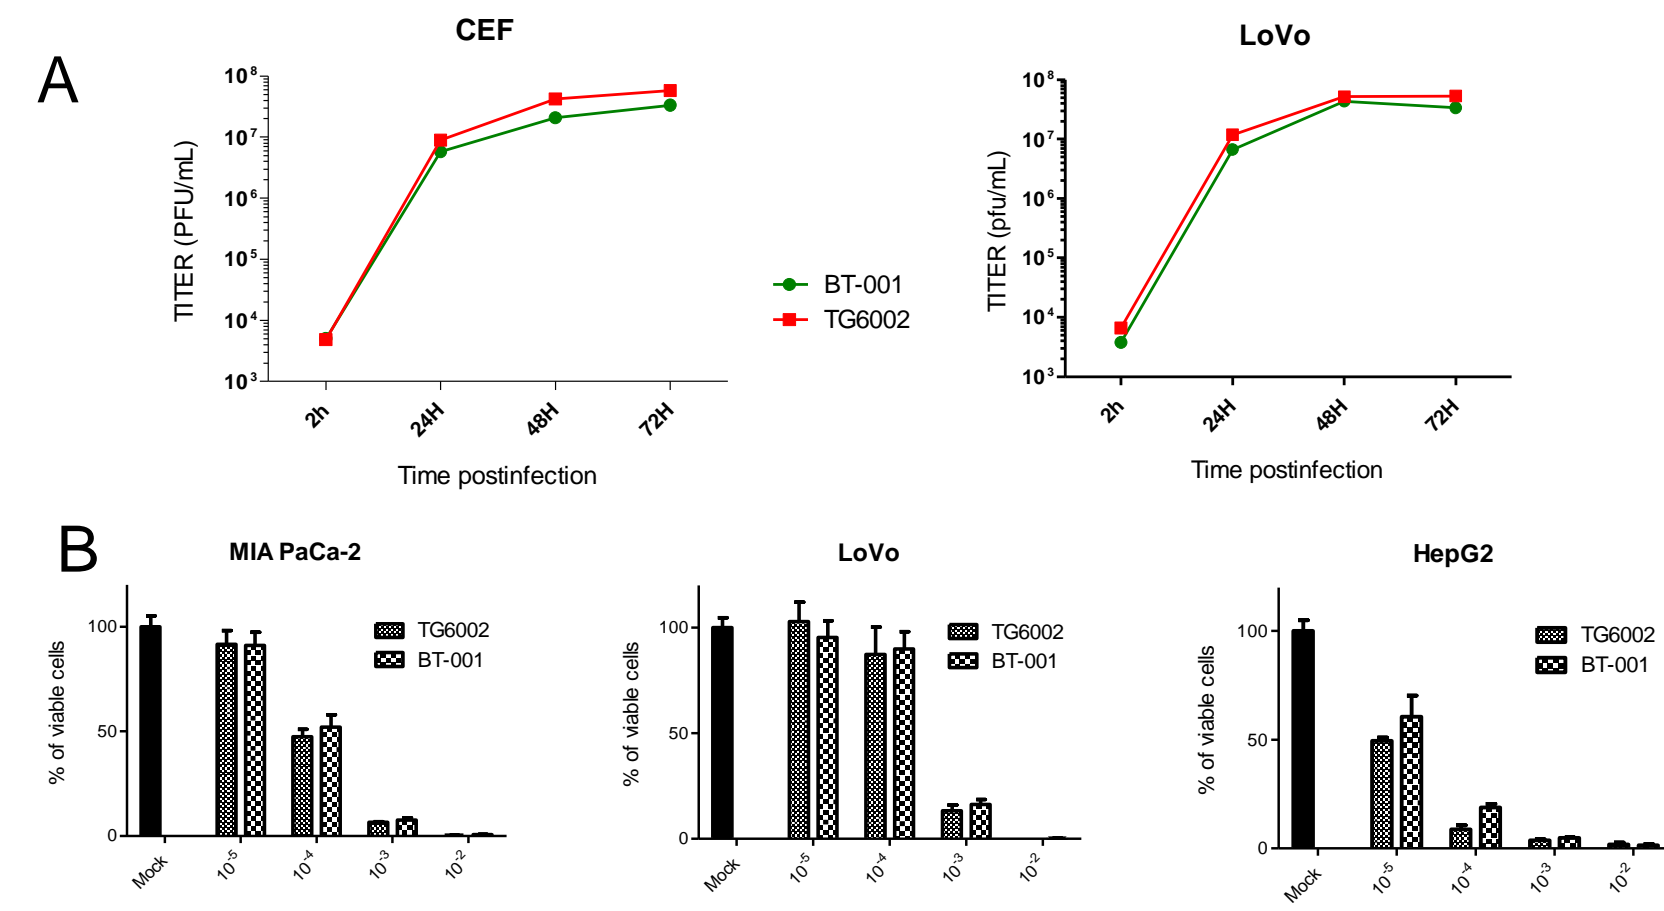 A
CEF
TITER (PFU/mL)
10⁸
10⁷
10⁶
10⁵
10⁴
10³
2h
24H
48H
72H
Time postinfection
BT-001
TG6002
LoVo
TITER (pfu/mL)
10⁸
10⁷
10⁶
10⁵
10⁴
10³
2h
24H
48H
72H
Time postinfection
B
MIA PaCa-2
% of viable cells
100
50
0
TG6002
BT-001
Mock
10⁻⁵
10⁻⁴
10⁻³
10⁻²
LoVo
% of viable cells
100
50
0
TG6002
BT-001
Mock
10⁻⁵
10⁻⁴
10⁻³
10⁻²
HepG2
% of viable cells
100
50
0
TG6002
BT-001
Mock
10⁻⁵
10⁻⁴
10⁻³
10⁻²